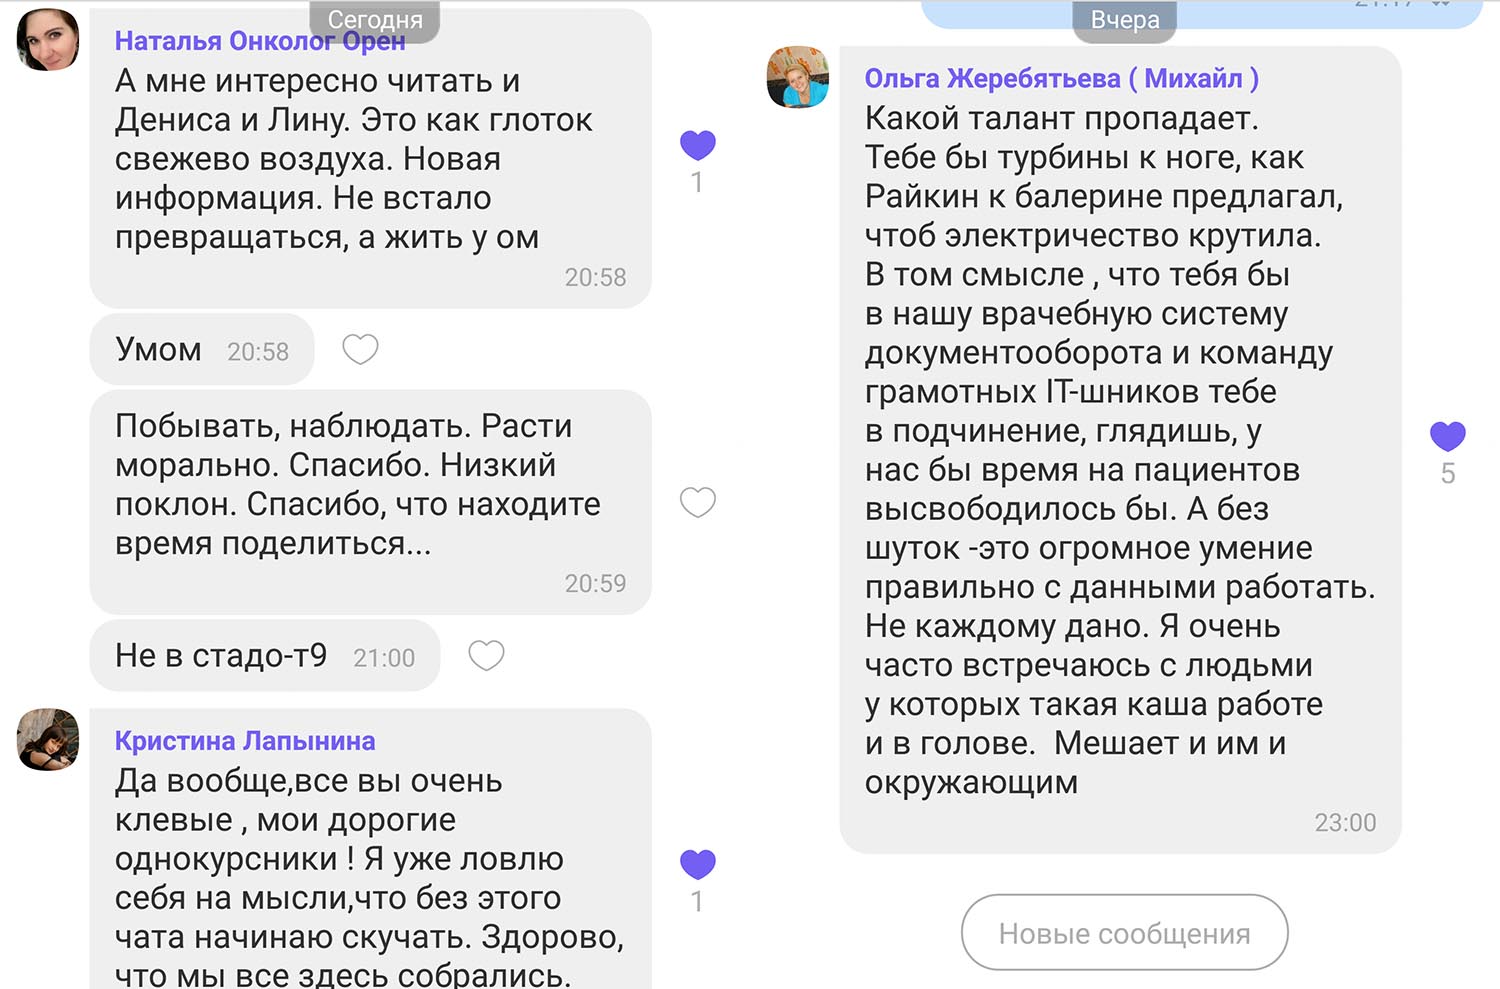 Сегодня
Наталья Онколог Орен
А мне интересно читать и
Дениса и Лину. Это как глоток
свежево воздуха. Новая
информация. Не встало
превращаться, а жить у ом
20:58
1
Умом 20:58
Побывать, наблюдать. Расти
морально. Спасибо. Низкий
поклон. Спасибо, что находите
время поделиться...
20:59
Не в стадо-т9 21:00
Кристина Лапынина
Да вообще,все вы очень
клевые , мои дорогие
однокурсники ! Я уже ловлю
себя на мысли,что без этого
чата начинаю скучать. Здорово,
что мы все здесь собрались.
1
Вчера
Ольга Жеребятьева ( Михайл )
Какой талант пропадает.
Тебе бы турбины к ноге, как
Райкин к балерине предлагал,
чтоб электричество крутила.
В том смысле , что тебя бы
в нашу врачебную систему
документооборота и команду
грамотных IT-шников тебе
в подчинение, глядишь, у
нас бы время на пациентов
высвободилось бы. А без
шуток -это огромное умение
правильно с данными работать.
Не каждому дано. Я очень
часто встречаюсь с людьми
у которых такая каша работе
и в голове.  Мешает и им и
окружающим
23:00
5
Новые сообщения